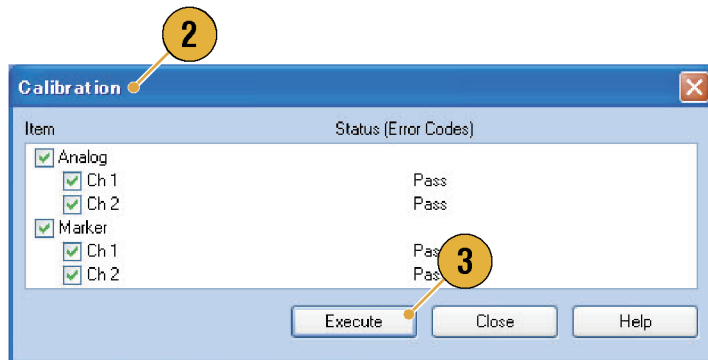 2
Calibration
Item Status (Error Codes)
Analog
Ch 1 Pass
Ch 2 Pass
Marker
Ch 1 Pas
Ch 2 Pas
3
Execute Close Help